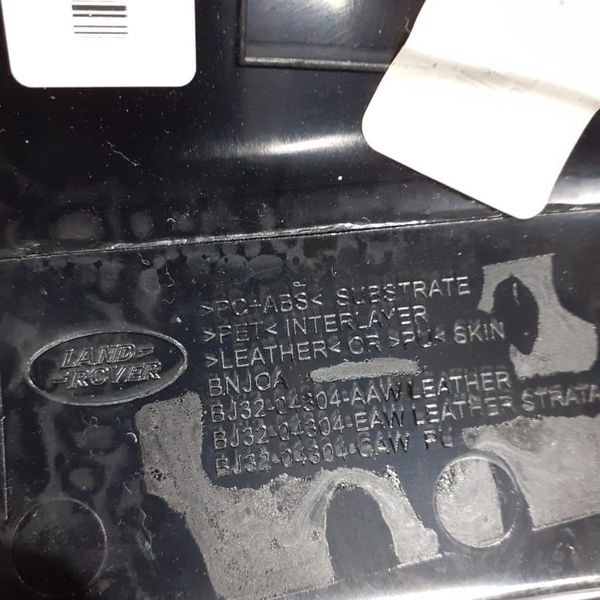 >PC+ABS< SUBSTRATE
>PET< INTERLAYER
>LEATHER< OR >PU< SKIN
LAND-
-ROVER
BNJOA
BJ32-04304-AAW LEATHER
BJ32-04304-EAW LEATHER STRATA
BJ32-04304-CAW PU